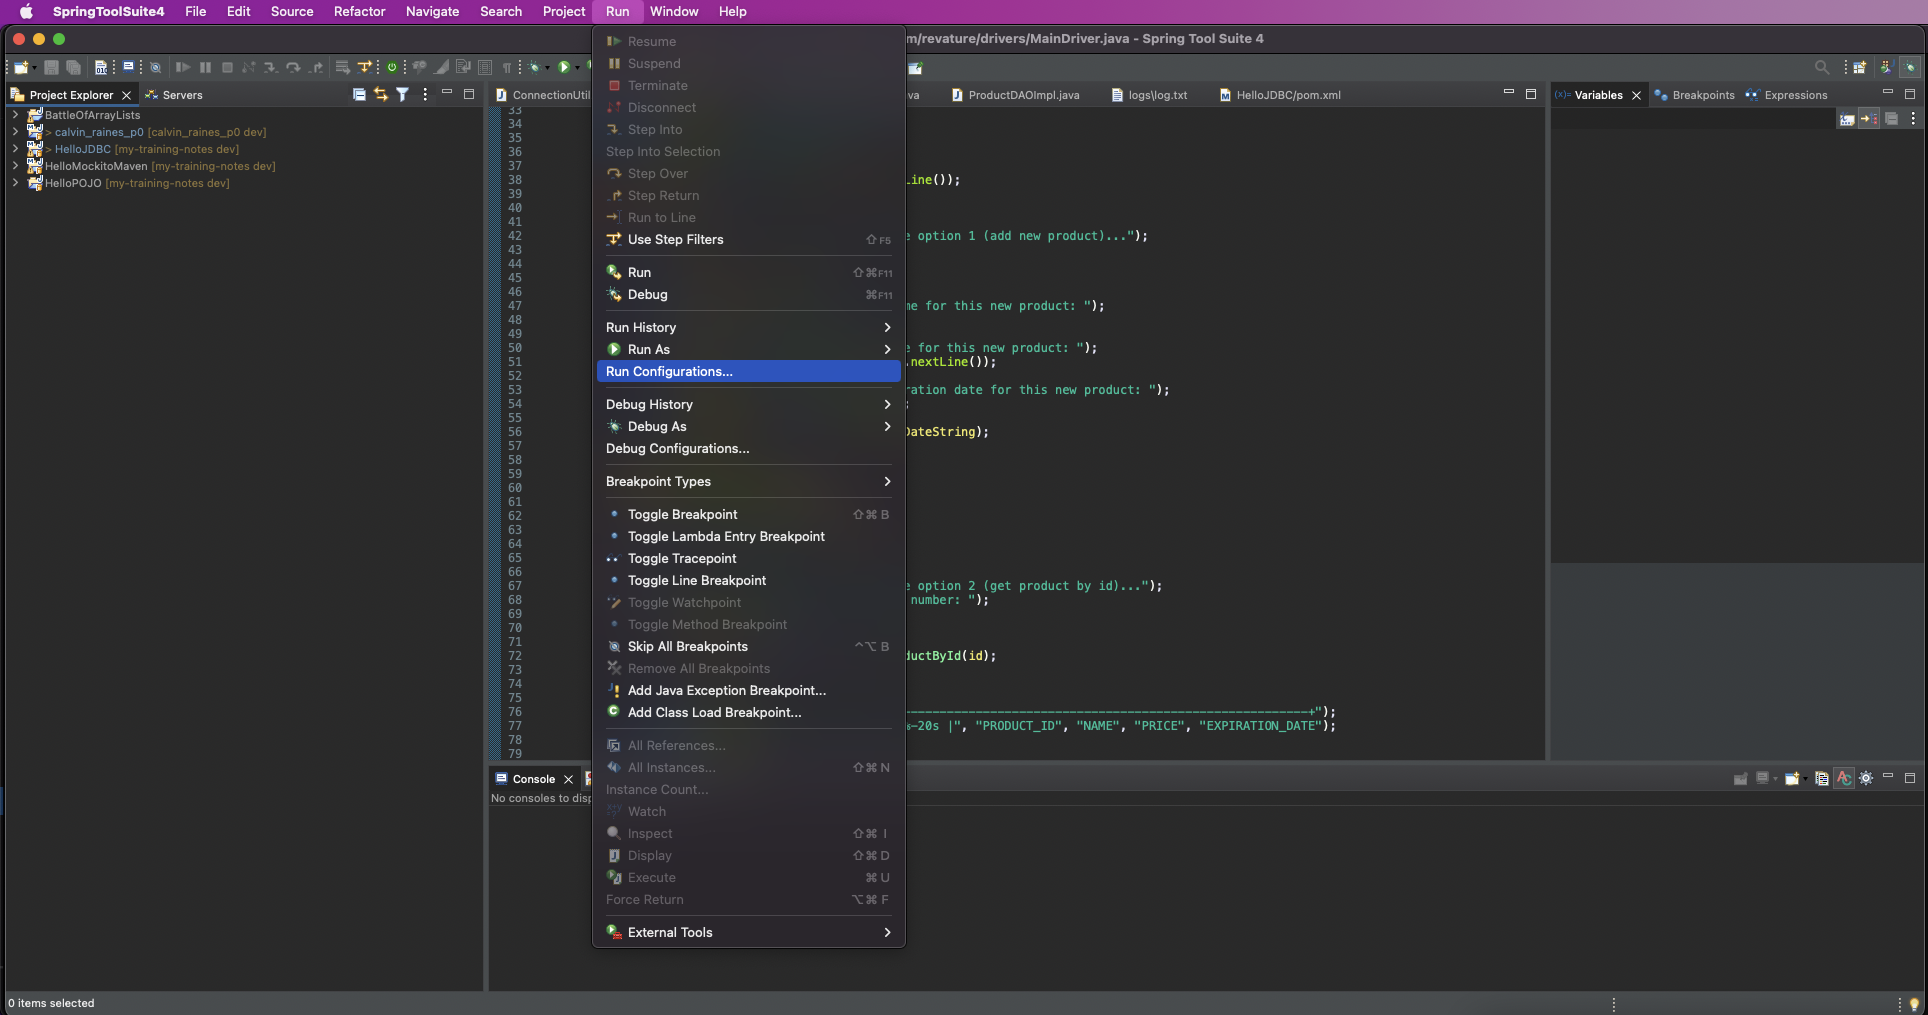 SpringToolSuite4 File Edit Source Refactor Navigate Search Project Run Window Help
m/revature/drivers/MainDriver.java - Spring Tool Suite 4
Project Explorer Servers
BattleOfArrayLists
> calvin_raines_p0 [calvin_raines_p0 dev]
> HelloJDBC [my-training-notes dev]
HelloMockitoMaven [my-training-notes dev]
HelloPOJO [my-training-notes dev]
ConnectionUtil
va
ProductDAOImpl.java
logs\log.txt
HelloJDBC/pom.xml
33
34
35
36
37
38
39
40
41
42
43
44
45
46
47
48
49
50
51
52
53
54
55
56
57
58
59
60
61
62
63
64
65
66
67
68
69
70
71
72
73
74
75
76
77
78
79
Resume
Suspend
Terminate
Disconnect
Step Into
Step Into Selection
Step Over
Step Return
Run to Line
Use Step Filters ⇧ F5
Run ⇧⌘F11
Debug ⌘F11
Run History
Run As
Run Configurations...
Debug History
Debug As
Debug Configurations...
Breakpoint Types
Toggle Breakpoint ⇧⌘ B
Toggle Lambda Entry Breakpoint
Toggle Tracepoint
Toggle Line Breakpoint
Toggle Watchpoint
Toggle Method Breakpoint
Skip All Breakpoints ^⌥ B
Remove All Breakpoints
Add Java Exception Breakpoint...
Add Class Load Breakpoint...
All References...
All Instances... ⇧⌘ N
Instance Count...
Watch
Inspect ⇧⌘ I
Display ⇧⌘ D
Execute ⌘ U
Force Return ⌥⌘ F
External Tools
Line());
e option 1 (add new product)...");
me for this new product: ");
e for this new product: ");
.nextLine());
ration date for this new product: ");
;
DateString);
e option 2 (get product by id)...");
number: ");
ductById(id);
+");
-20s |", "PRODUCT_ID", "NAME", "PRICE", "EXPIRATION_DATE");
Variables Breakpoints Expressions
Console
No consoles to disp
0 items selected